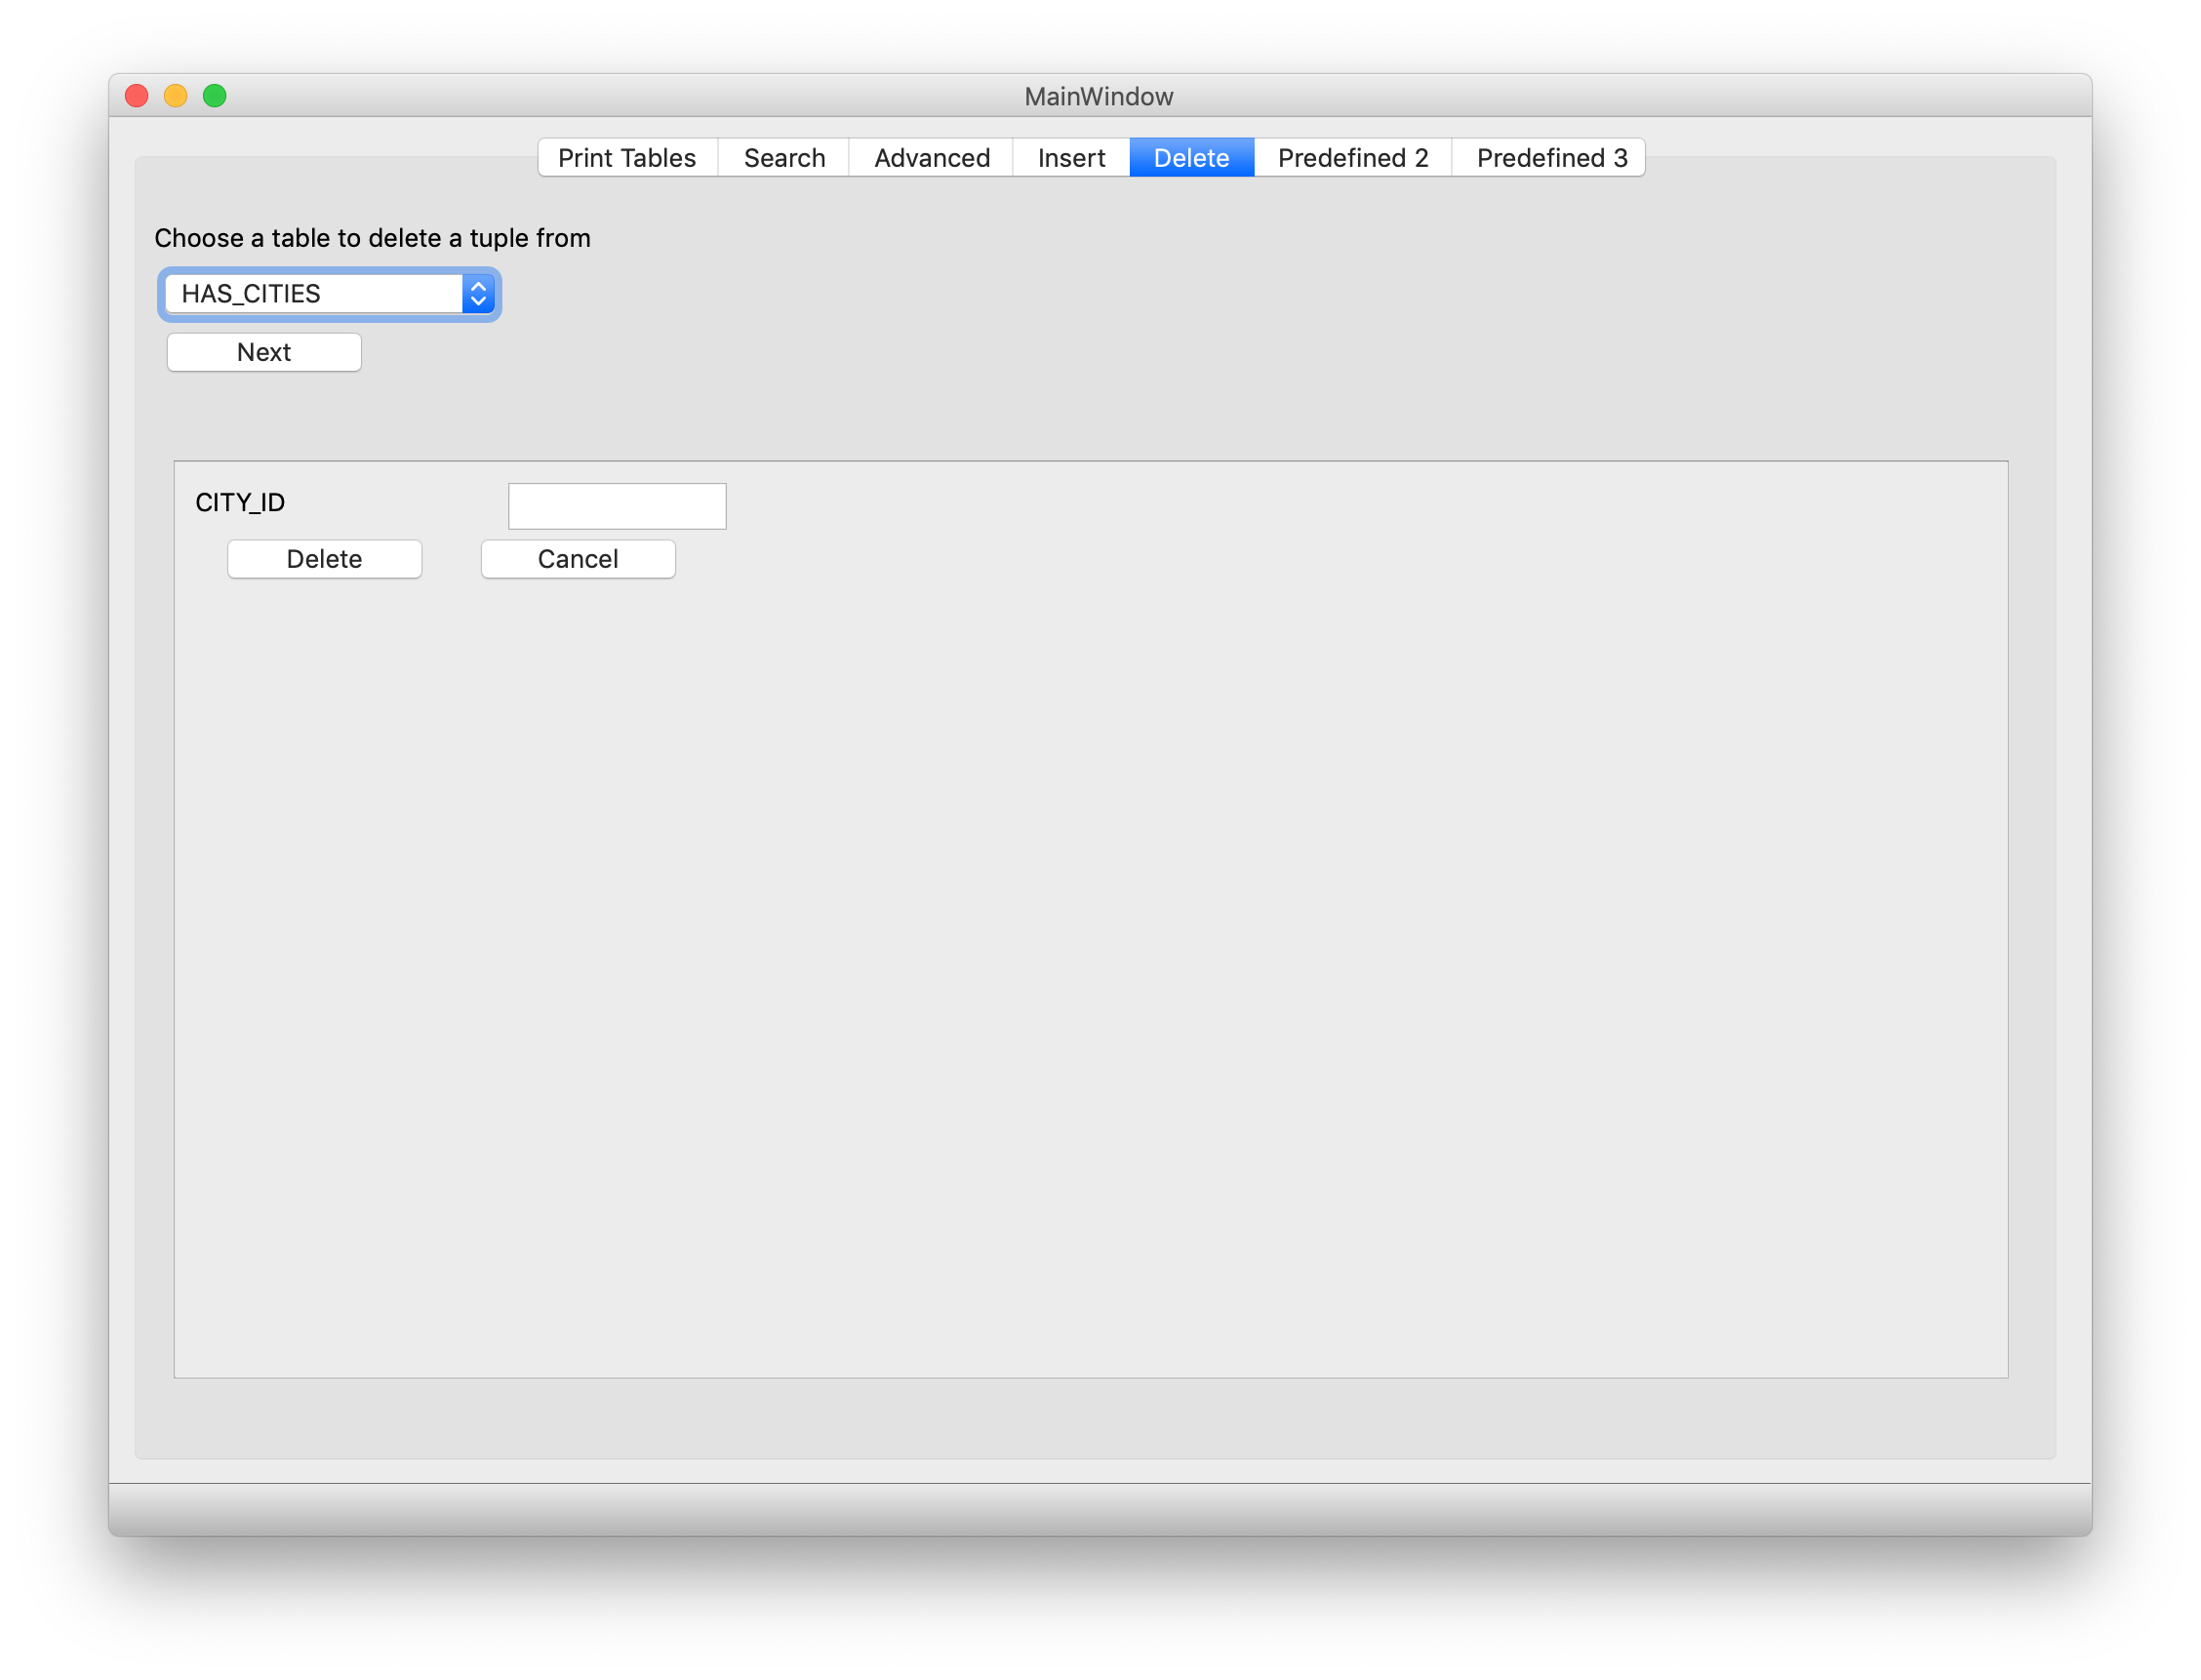 MainWindow
Print Tables Search Advanced Insert Delete Predefined 2 Predefined 3
Choose a table to delete a tuple from
HAS_CITIES
Next
CITY_ID
Delete Cancel